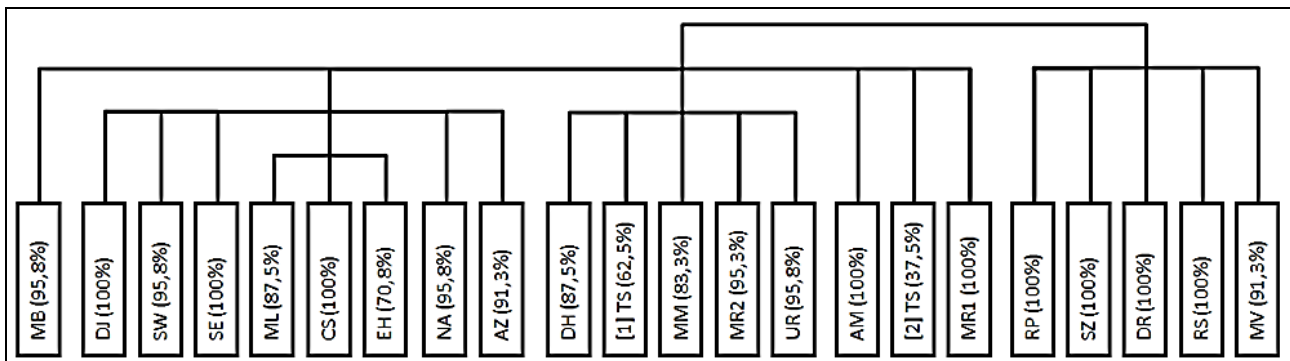 MB (95,8%)
DJ (100%)
SW (95,8%)
SE (100%)
ML (87,5%)
CS (100%)
EH (70,8%)
NA (95,8%)
AZ (91,3%)
DH (87,5%)
[1] TS (62,5%)
MM (83,3%)
MR2 (95,3%)
UR (95,8%)
AM (100%)
[2] TS (37,5%)
MR1 (100%)
RP (100%)
SZ (100%)
DR (100%)
RS (100%)
MV (91,3%)